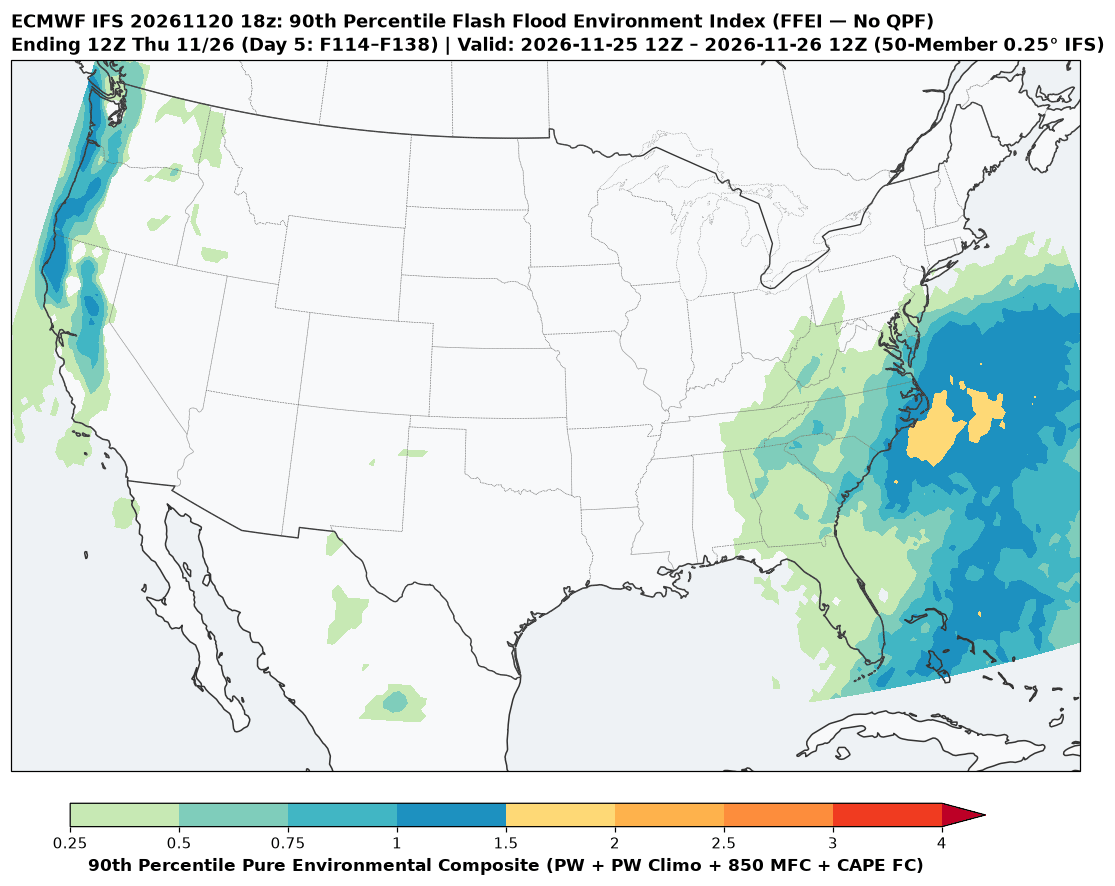 ECMWF IFS 20261120 18z: 90th Percentile Flash Flood Environment Index (FFEI — No QPF)
Ending 12Z Thu 11/26 (Day 5: F114–F138) | Valid: 2026-11-25 12Z – 2026-11-26 12Z (50-Member 0.25° IFS)
0.25 0.5 0.75 1 1.5 2 2.5 3 4
90th Percentile Pure Environmental Composite (PW + PW Climo + 850 MFC + CAPE FC)